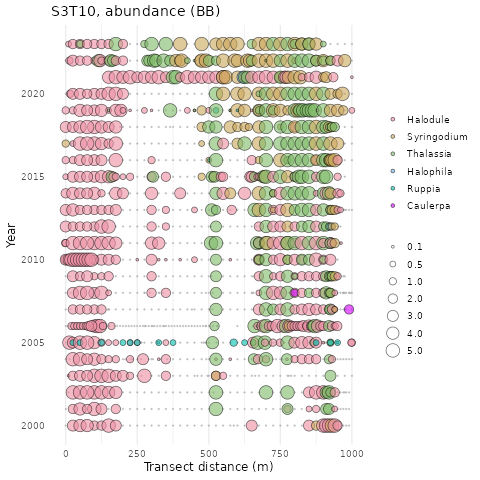 S3T10, abundance (BB)
2020
2015
2010
2005
2000
Year
0
250
500
750
1000
Transect distance (m)
Halodule
Syringodium
Thalassia
Halophila
Ruppia
Caulerpa
0.1
0.5
1.0
2.0
3.0
4.0
5.0